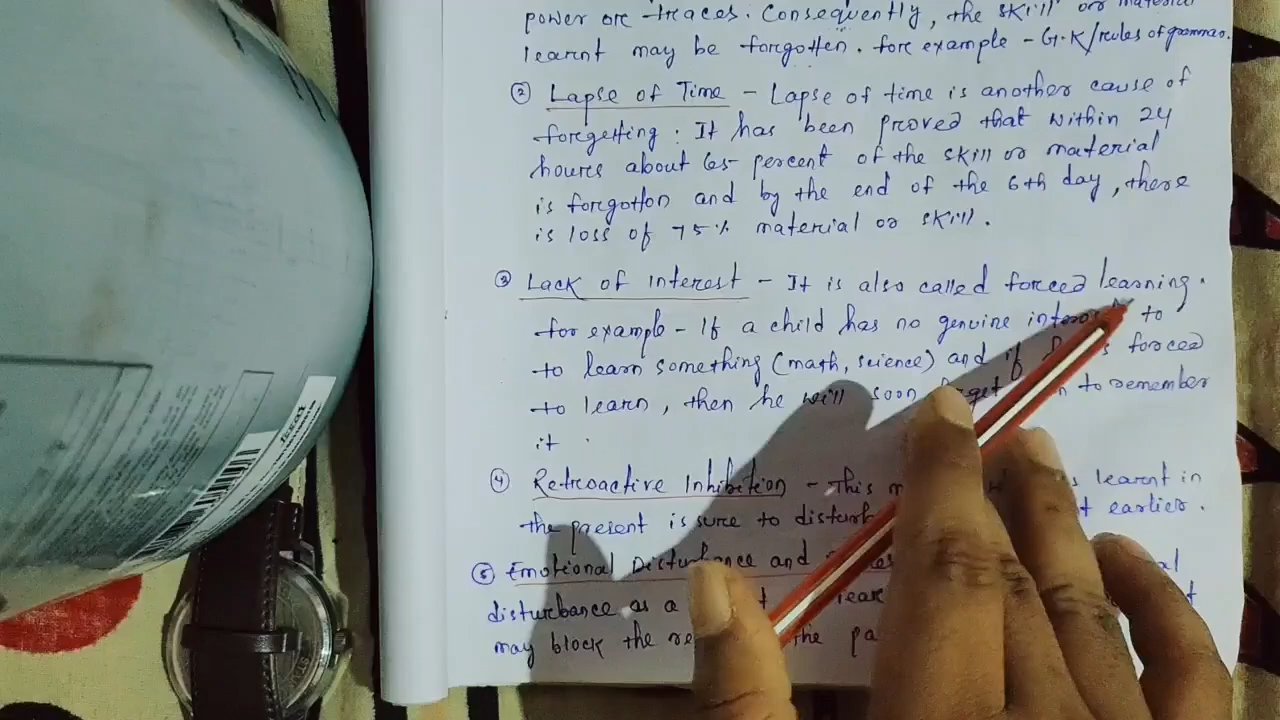 power ore traces. Consequently, the skill or material
learnt may be forgotten. fore example - G.K/rules of grammar.
② Lapse of Time - Lapse of time is another cause of
foregetting. It has been proved that within 24
hours about 65 percent of the skill or material
is forgotton and by the end of the 6th day, there
is loss of 75% material or skill.
③ Lack of interest - It is also called forced learning.
for example - If a child has no genuine to
to learn something (math, science) and if forced
to learn, then he will soon to remember
it.
④ Retroactive Inhibition - This learnt in
the present is sure to disturb earlier.
⑤ Emotional Disturbance and
disturbance as a
may block the the